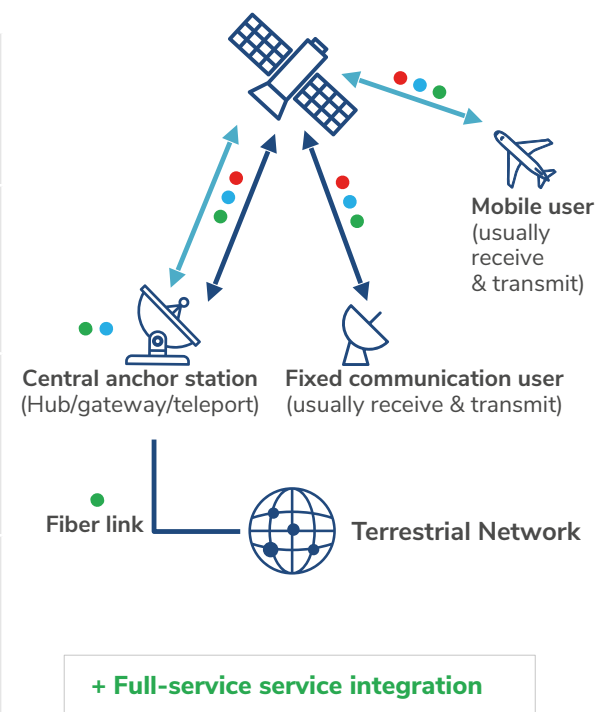 Mobile user
(usually
receive
& transmit)
Central anchor station
(Hub/gateway/teleport)
Fixed communication user
(usually receive & transmit)
Fiber link
Terrestrial Network
+ Full-service service integration